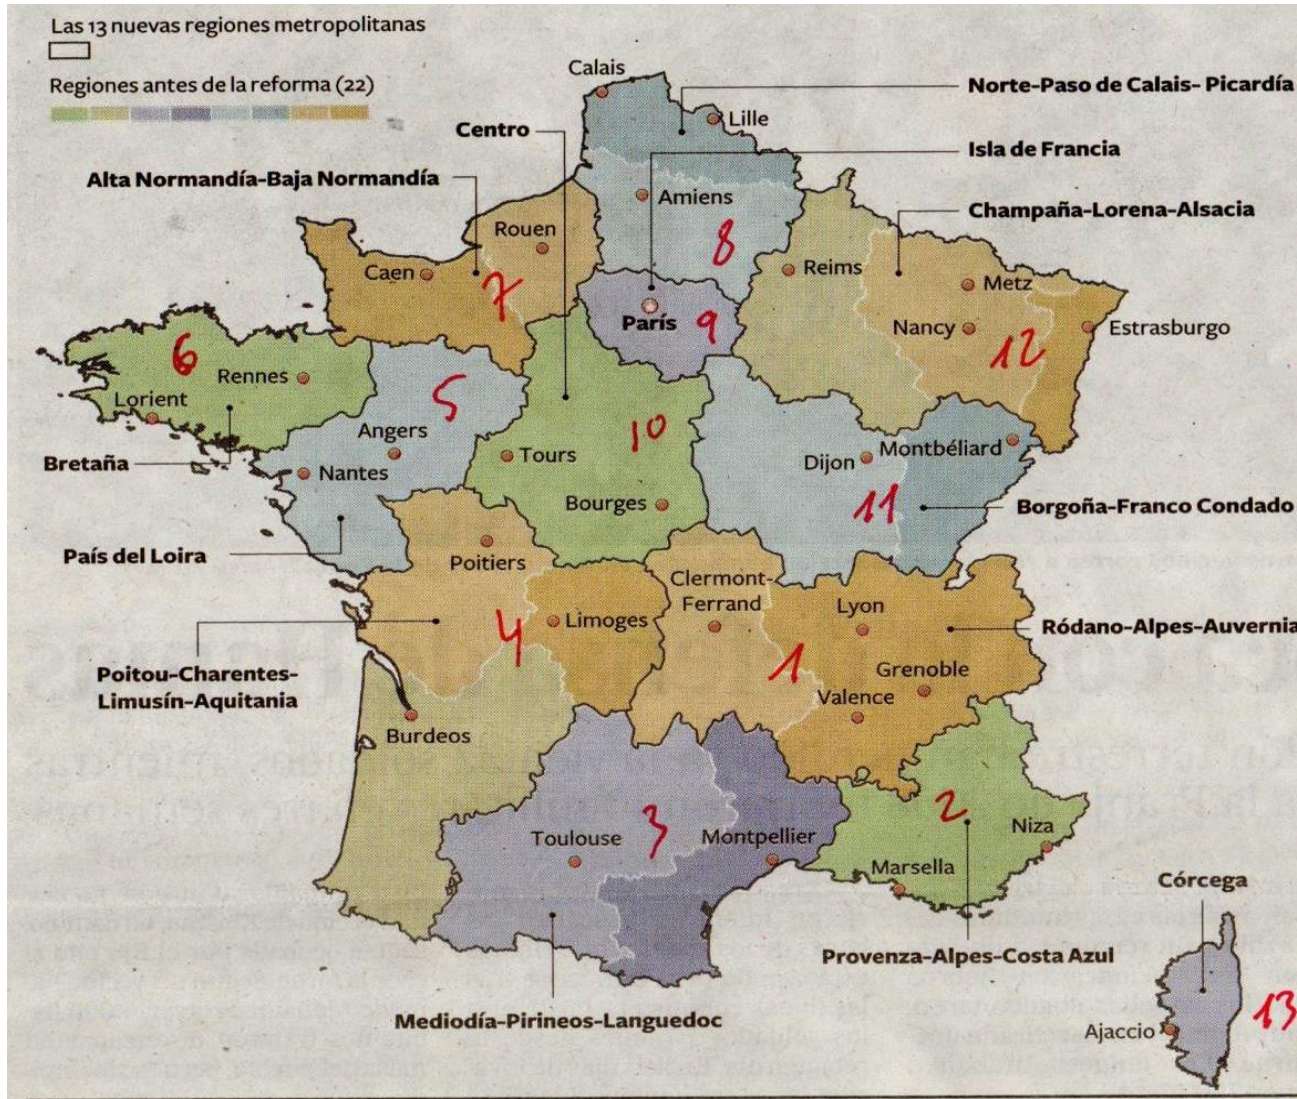 Las 13 nuevas regiones metropolitanas
Regiones antes de la reforma (22)
Calais
Norte-Paso de Calais- Picardía
Lille
Centro
Isla de Francia
Alta Normandía-Baja Normandía
Amiens
Champaña-Lorena-Alsacia
Rouen
8
Caen
Reims
Metz
7
París
9
Nancy
12
Estrasburgo
6
Rennes
5
Lorient
Angers
10
Montbéliard
Bretaña
Nantes
Tours
Dijon
11
Bourges
Borgoña-Franco Condado
País del Loira
Poitiers
Clermont-
Ferrand
Lyon
4
Limoges
Ródano-Alpes-Auvernia
1
Poitou-Charentes-
Limusín-Aquitania
Grenoble
Valence
Burdeos
2
Niza
Toulouse
3
Montpellier
Marsella
Córcega
Provenza-Alpes-Costa Azul
Mediodía-Pirineos-Languedoc
13
Ajaccio